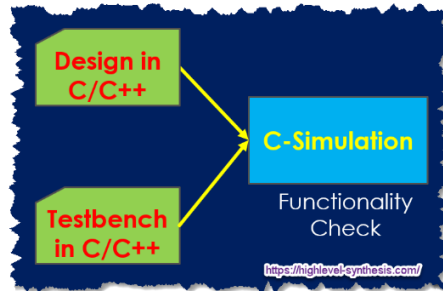 Design in
C/C++
C-Simulation
Testbench
in C/C++
Functionality
Check
https://highlevel-synthesis.com/